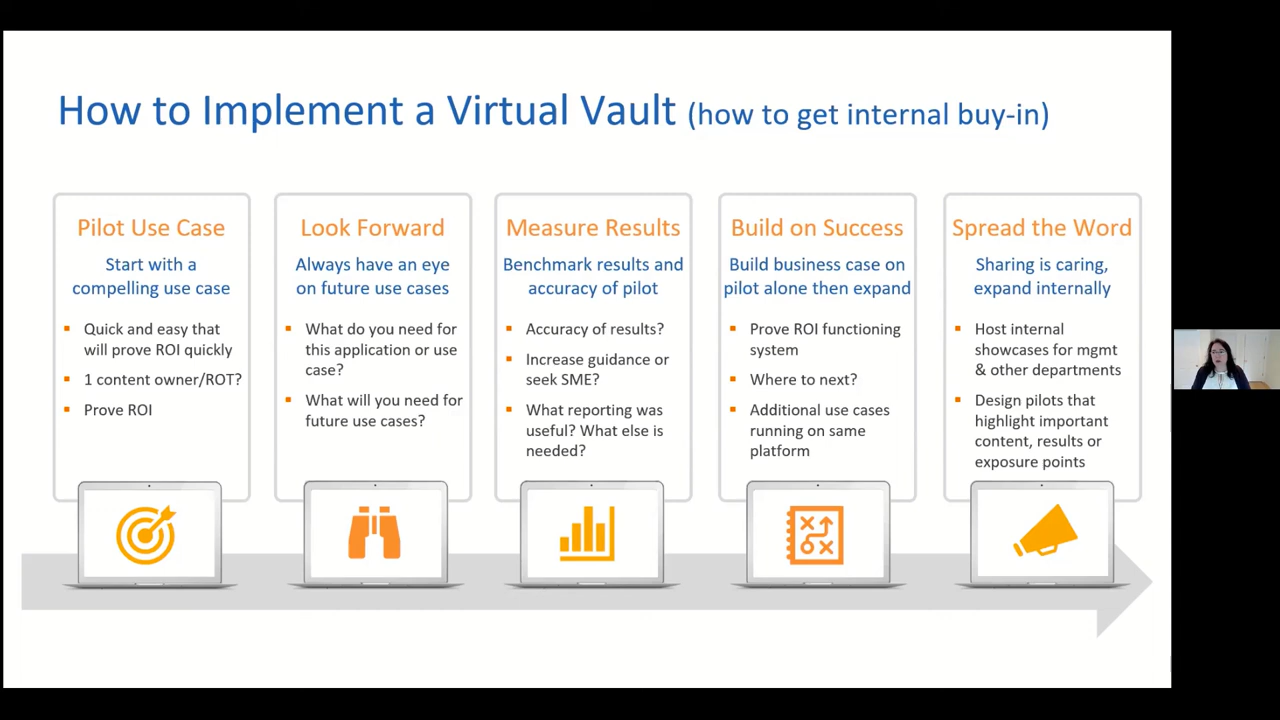 How to Implement a Virtual Vault (how to get internal buy-in)
Pilot Use Case
Start with a
compelling use case
▪ Quick and easy that
will prove ROI quickly
▪ 1 content owner/ROT?
▪ Prove ROI
Look Forward
Always have an eye
on future use cases
▪ What do you need for
this application or use
case?
▪ What will you need for
future use cases?
Measure Results
Benchmark results and
accuracy of pilot
▪ Accuracy of results?
▪ Increase guidance or
seek SME?
▪ What reporting was
useful? What else is
needed?
Build on Success
Build business case on
pilot alone then expand
▪ Prove ROI functioning
system
▪ Where to next?
▪ Additional use cases
running on same
platform
Spread the Word
Sharing is caring,
expand internally
▪ Host internal
showcases for mgmt
& other departments
▪ Design pilots that
highlight important
content, results or
exposure points